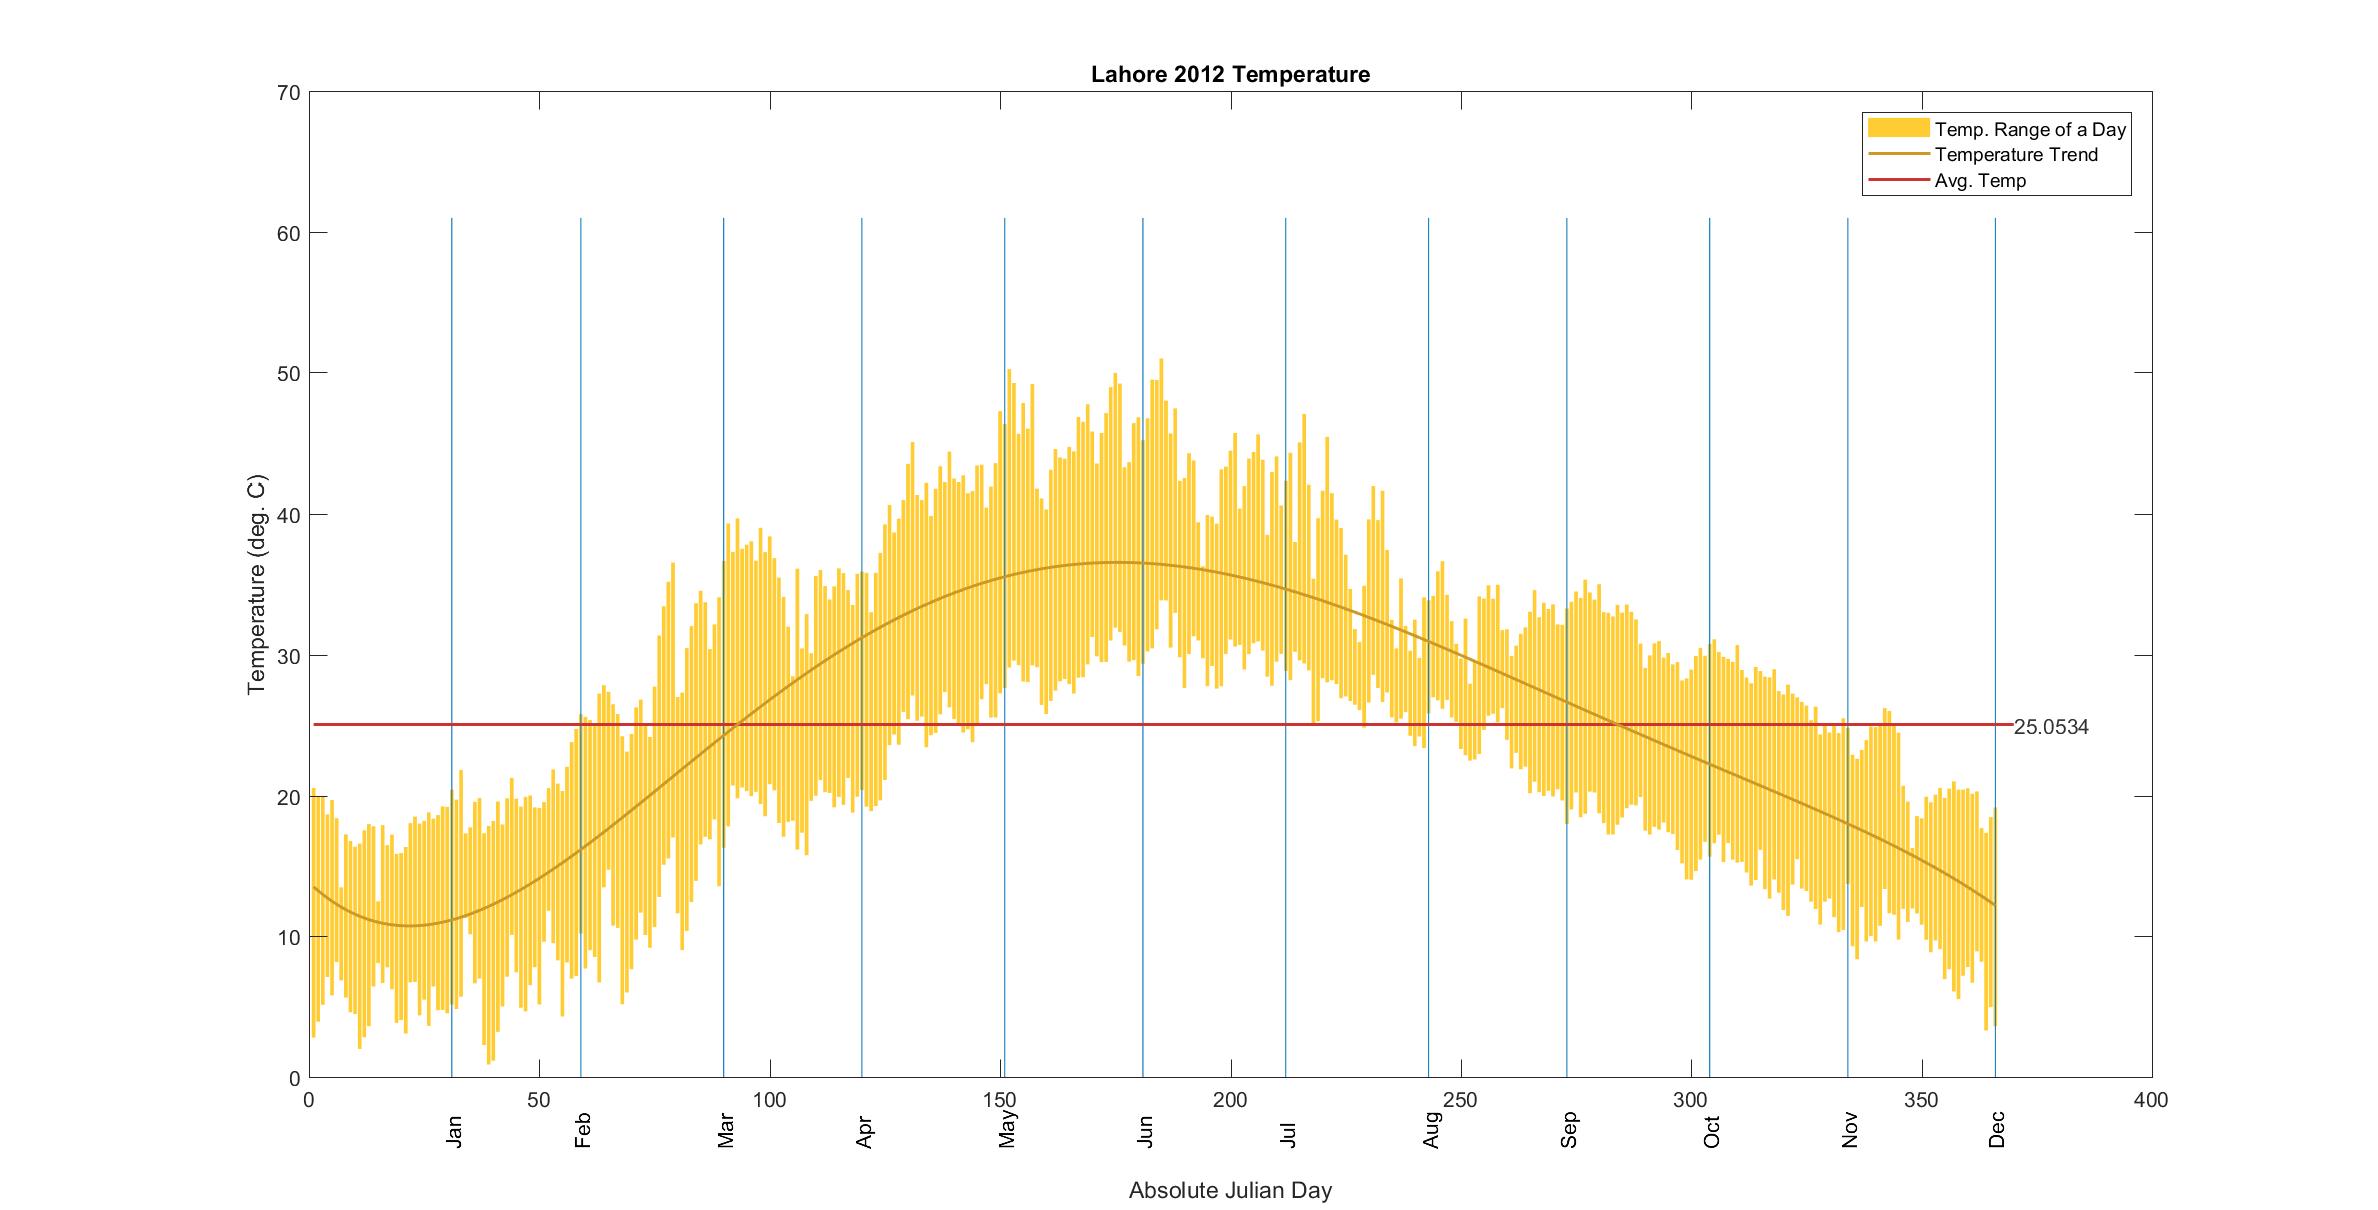 Lahore 2012 Temperature
70
60
50
40
30
20
10
0
Temperature (deg. C)
Temp. Range of a Day
Temperature Trend
Avg. Temp
25.0534
0 50 100 150 200 250 300 350 400
Jan Feb Mar Apr May Jun Jul Aug Sep Oct Nov Dec
Absolute Julian Day